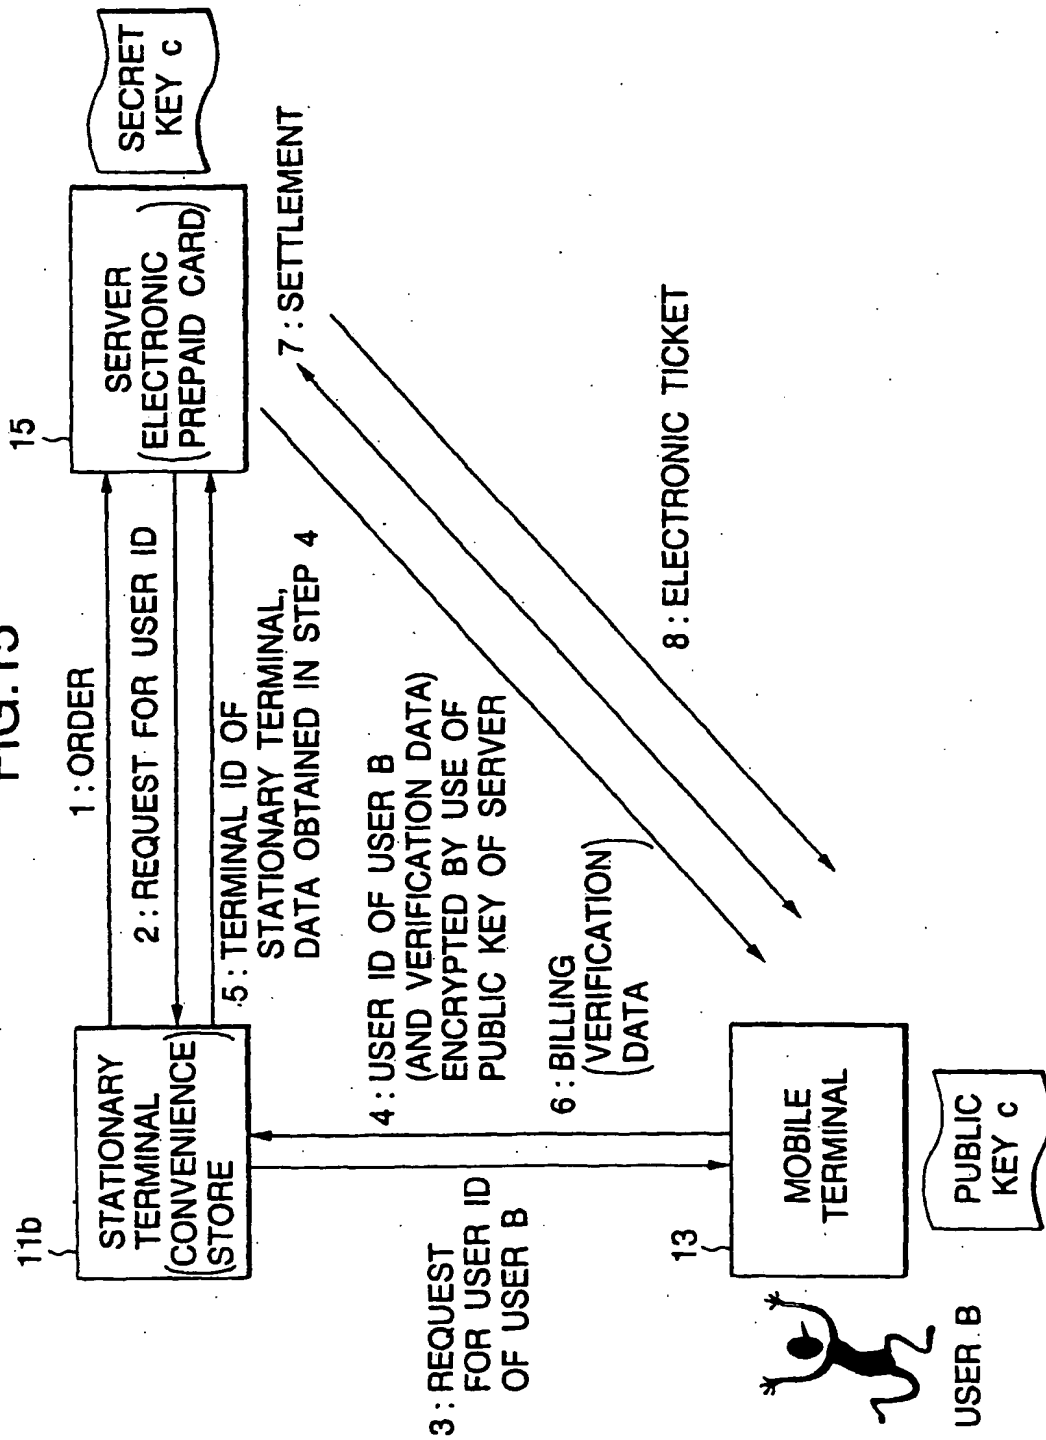 FIG.15
11b
STATIONARY
TERMINAL
(CONVENIENCE
STORE)
1:ORDER
2:REQUEST FOR USER ID
5:TERMINAL ID OF
STATIONARY TERMINAL,
DATA OBTAINED IN STEP 4
15
SERVER
(ELECTRONIC
PREPAID CARD)
SECRET
KEY c
3:REQUEST
FOR USER ID
OF USER B
4:USER ID OF USER B
(AND VERIFICATION DATA)
ENCRYPTED BY USE OF
PUBLIC KEY OF SERVER
6:BILLING
(VERIFICATION
DATA)
7:SETTLEMENT
8:ELECTRONIC TICKET
USER B
13
MOBILE
TERMINAL
PUBLIC
KEY c